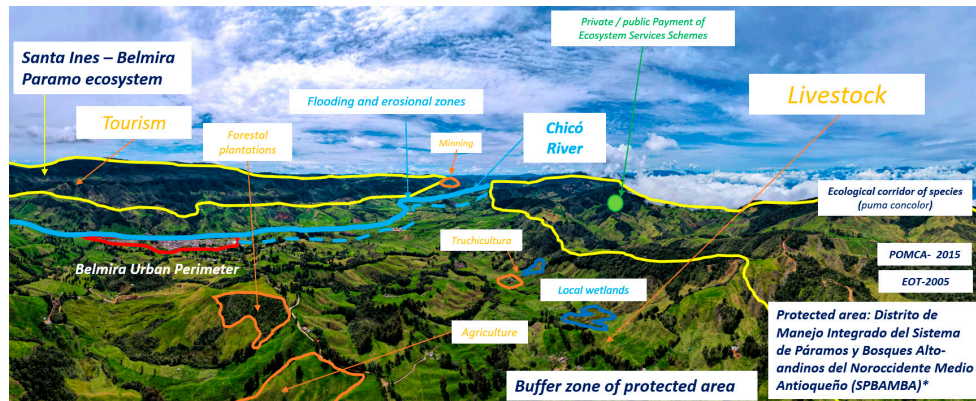 Private / public Payment of
Ecosystem Services Schemes
Santa Ines – Belmira
Paramo ecosystem
Livestock
Flooding and erosional zones
Tourism
Chicó
River
Forestal
plantations
Minning
Ecological corridor of species
(puma concolor)
Truchicultura
POMCA- 2015
Belmira Urban Perimeter
EOT-2005
Local wetlands
Protected area: Distrito de
Manejo Integrado del Sistema
de Páramos y Bosques Alto-
andinos del Noroccidente Medio
Antioqueño (SPBAMBA)*
Agriculture
Buffer zone of protected area